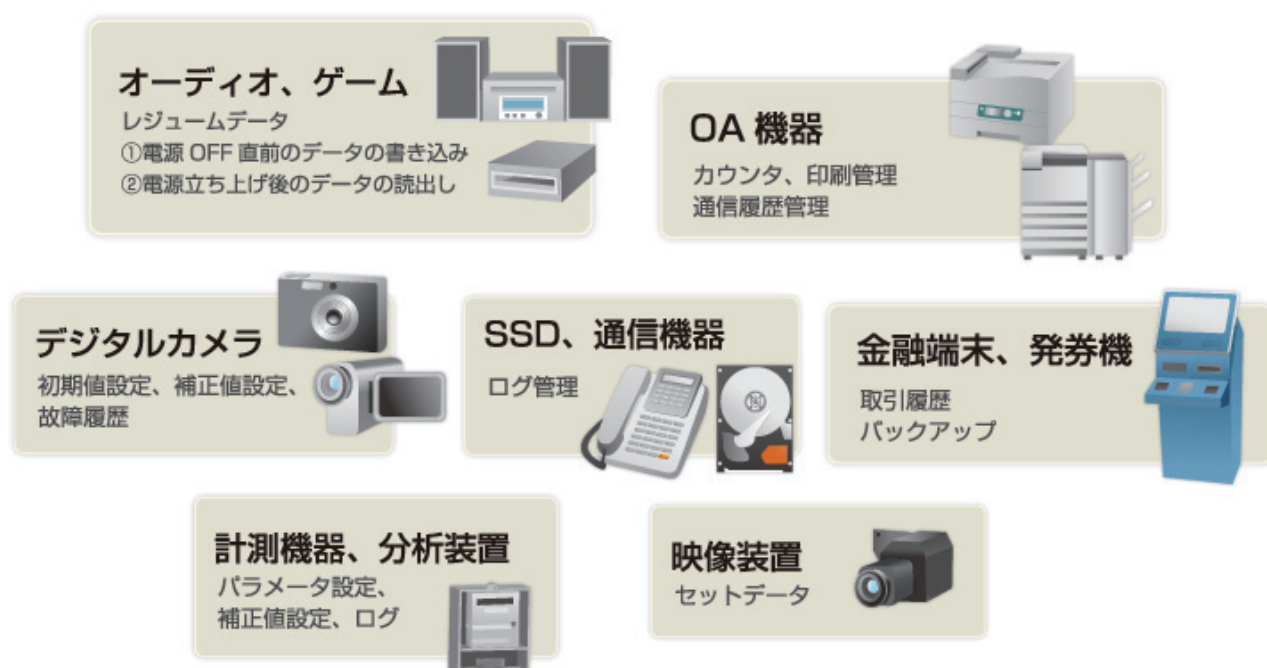 オーディオ、ゲーム
レジュームデータ
①電源 OFF 直前のデータの書き込み
②電源立ち上げ後のデータの読出し
OA 機器
カウンタ、印刷管理
通信履歴管理
デジタルカメラ
初期値設定、補正値設定、
故障履歴
SSD、通信機器
ログ管理
金融端末、発券機
取引履歴
バックアップ
計測機器、分析装置
パラメータ設定、
補正値設定、ログ
映像装置
セットデータ